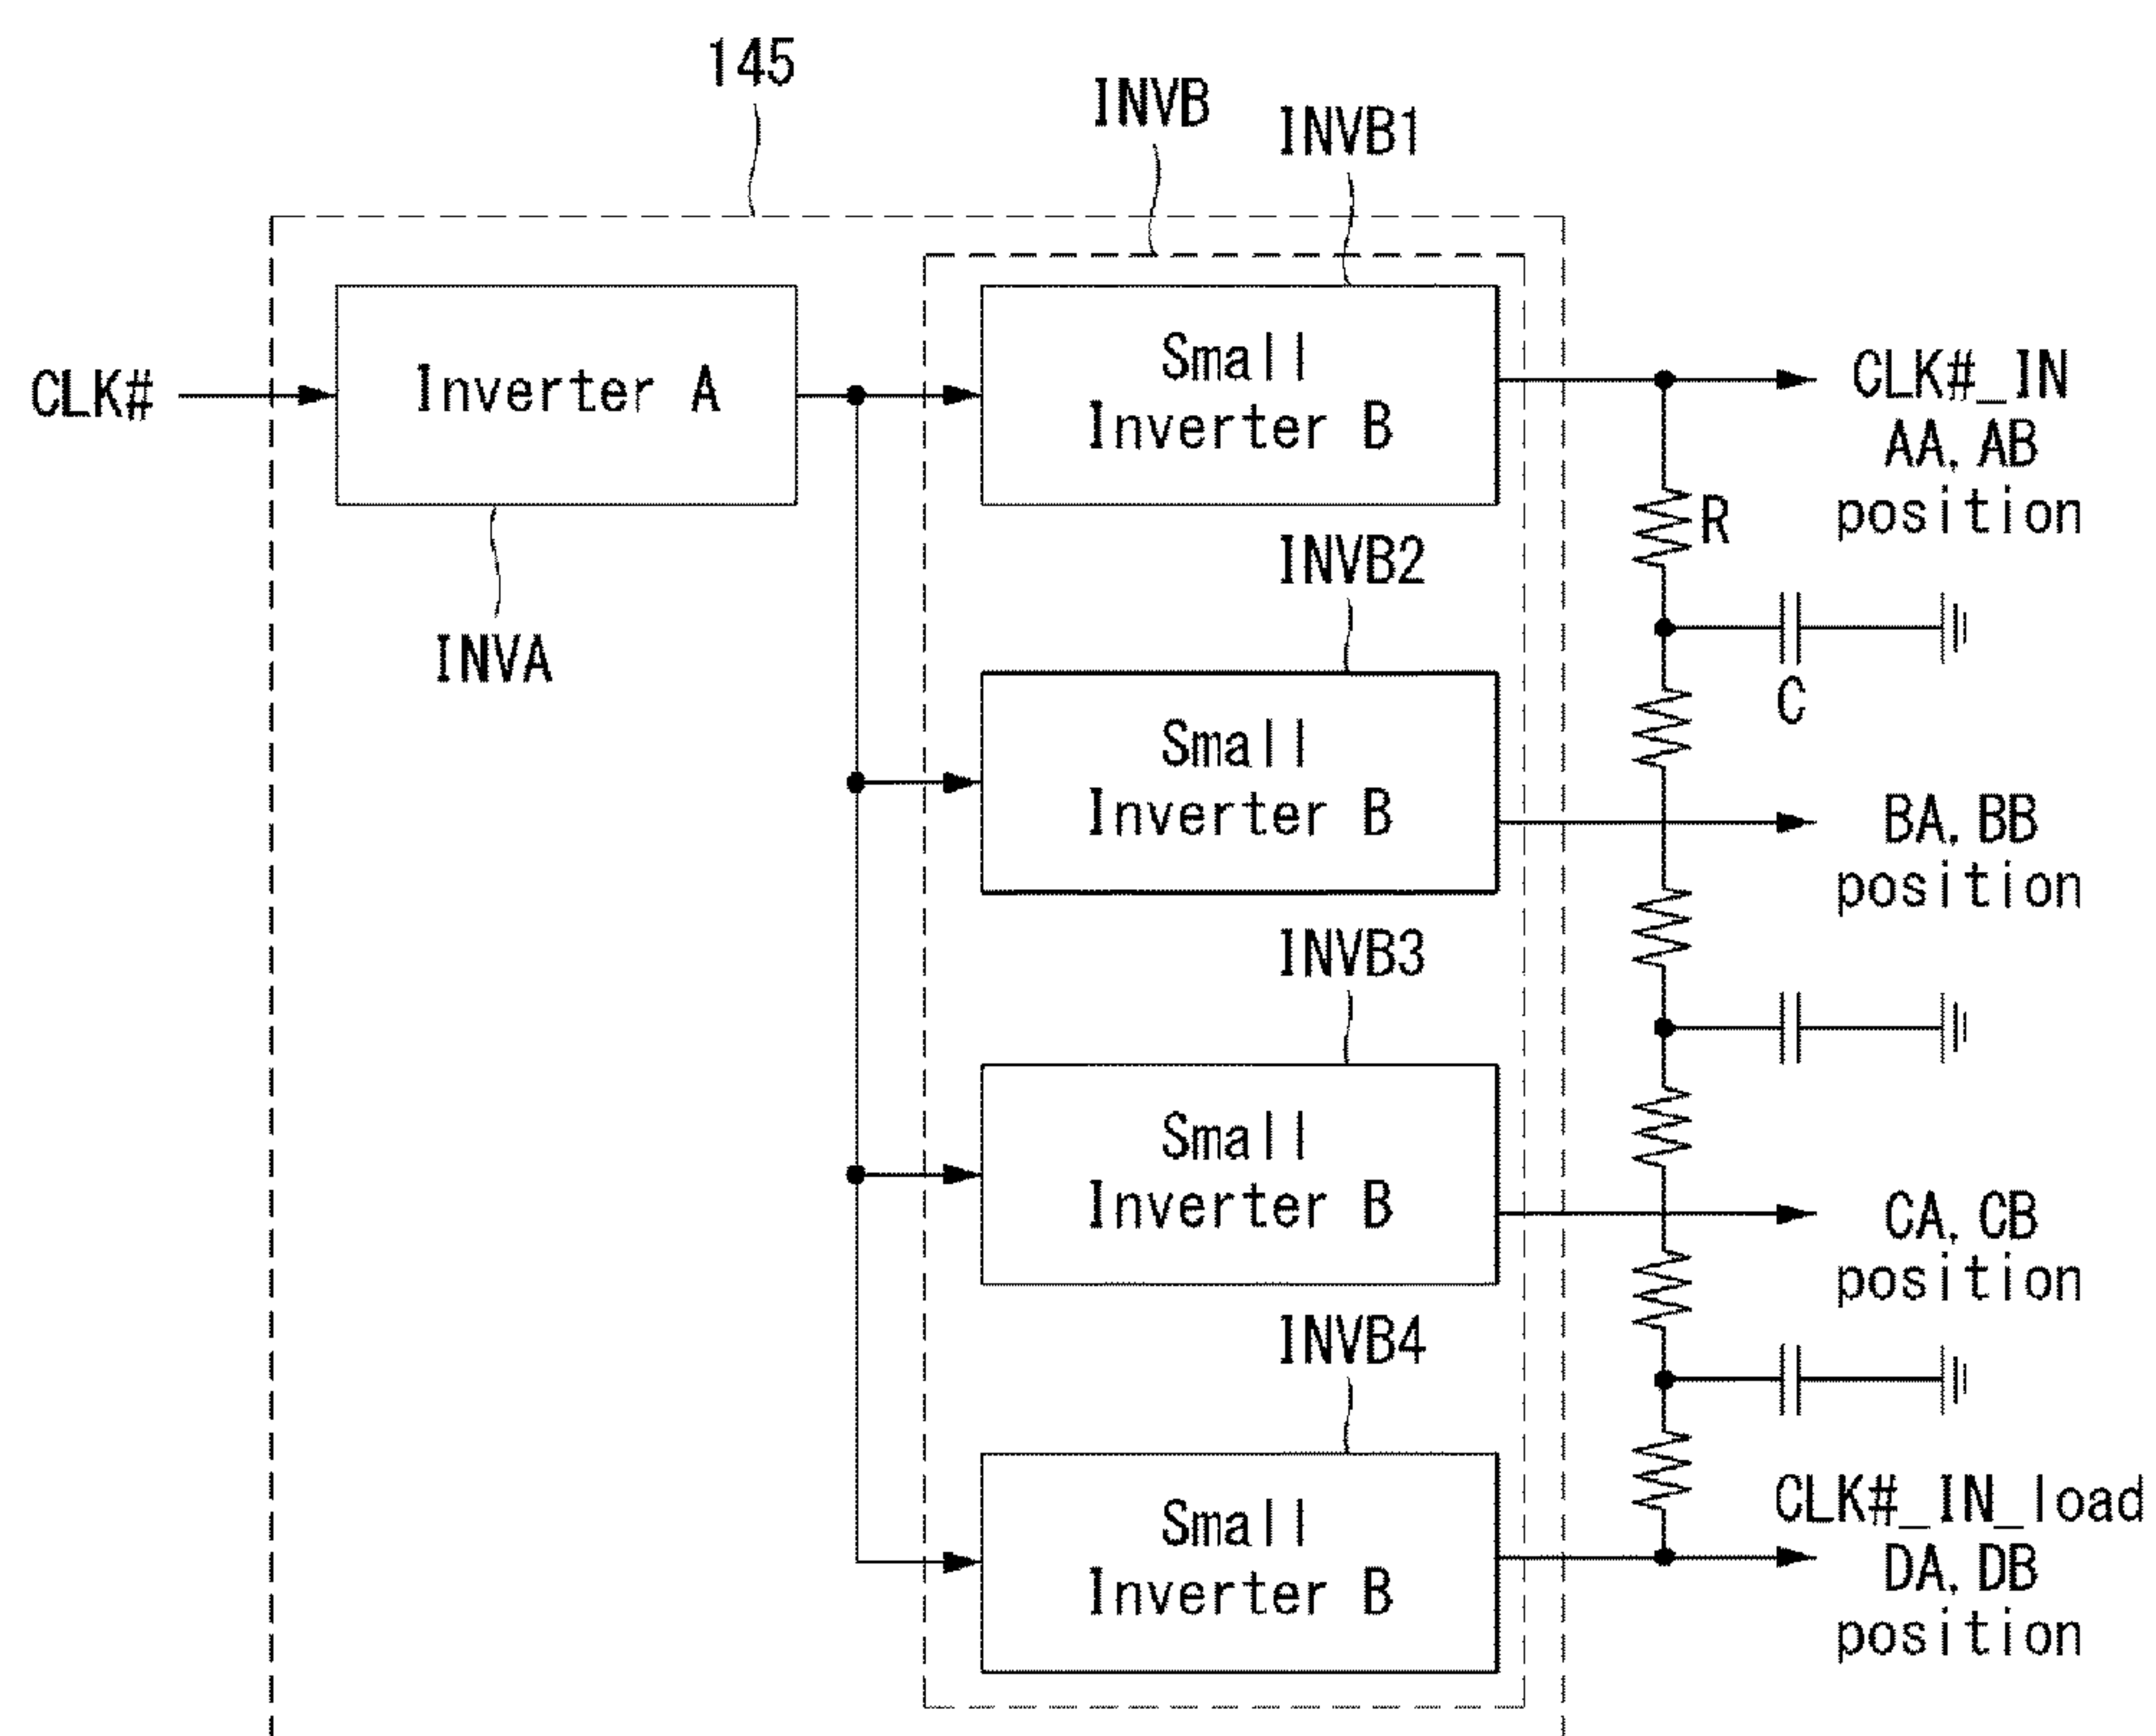 145
INVB
INVB1
CLK#
Inverter A
INVA
Small
Inverter B
CLK#_IN
AA, AB
position
R
C
INVB2
Small
Inverter B
BA, BB
position
INVB3
Small
Inverter B
CA, CB
position
INVB4
Small
Inverter B
CLK#_IN_load
DA, DB
position